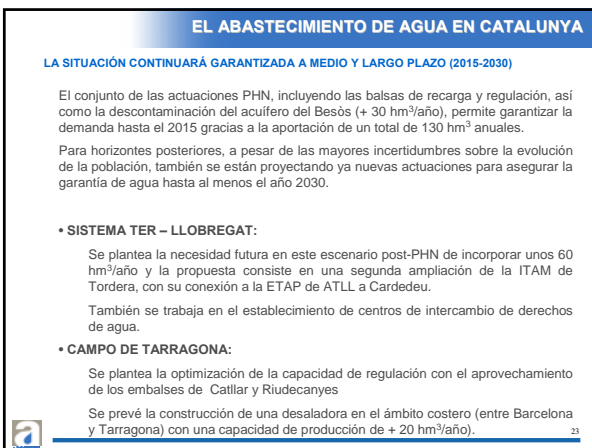 EL ABASTECIMIENTO DE AGUA EN CATALUNYA
LA SITUACIÓN CONTINUARÁ GARANTIZADA A MEDIO Y LARGO PLAZO (2015-2030)
El conjunto de las actuaciones PHN, incluyendo las balsas de recarga y regulación, así
como la descontaminación del acuífero del Besòs (+ 30 hm³/año), permite garantizar la
demanda hasta el 2015 gracias a la aportación de un total de 130 hm³ anuales.
Para horizontes posteriores, a pesar de las mayores incertidumbres sobre la evolución
de la población, también se están proyectando ya nuevas actuaciones para asegurar la
garantía de agua hasta al menos el año 2030.
• SISTEMA TER – LLOBREGAT:
Se plantea la necesidad futura en este escenario post-PHN de incorporar unos 60
hm³/año y la propuesta consiste en una segunda ampliación de la ITAM de
Tordera, con su conexión a la ETAP de ATLL a Cardedeu.
También se trabaja en el establecimiento de centros de intercambio de derechos
de agua.
• CAMPO DE TARRAGONA:
Se plantea la optimización de la capacidad de regulación con el aprovechamiento
de los embalses de Catllar y Riudecanyes
Se prevé la construcción de una desaladora en el ámbito costero (entre Barcelona
y Tarragona) con una capacidad de producción de + 20 hm³/año).
23